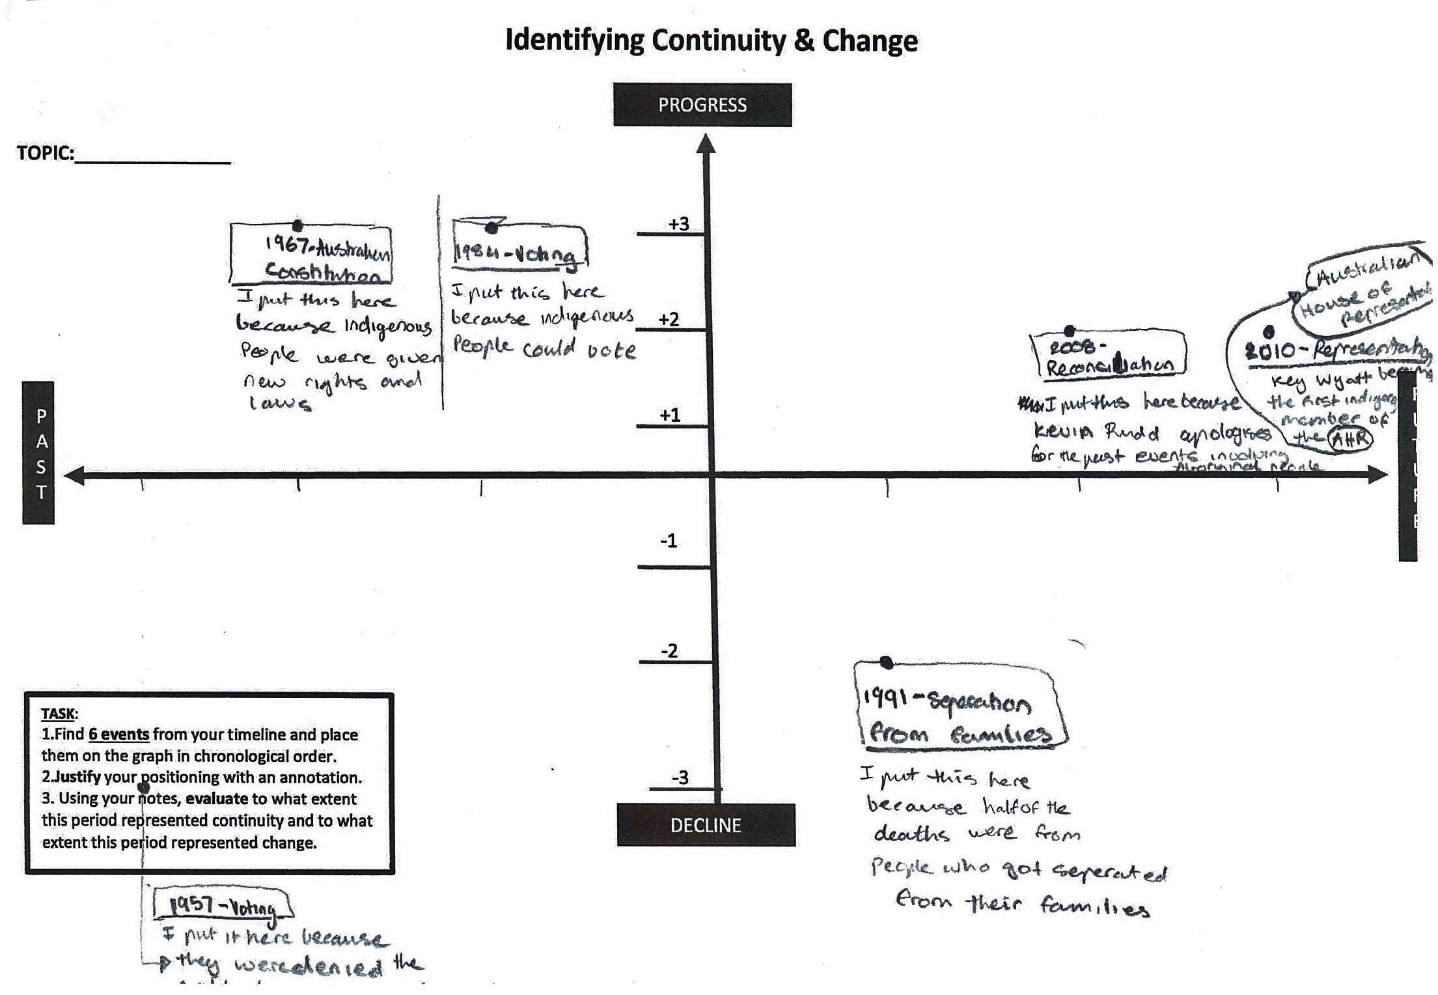 Identifying Continuity & Change
PROGRESS
TOPIC:
+3
+2
+1
-1
-2
-3
DECLINE
PAST
1967-Australian
Constitution
I put this here
because indigenous
People were given
new rights and
laws
1984-Voting
I put this here
because indigenous
People could vote
2008-
Reconciliation
I put this here because
Kevin Rudd apologises
for the past events involving
Aboriginal people
Australian
House of
2010-
Key Wyatt
the first
member of
the AHR
1991-Seperation
from families
I put this here
because half of the
deaths were from
People who got seperated
from their families
TASK:
1.Find 6 events from your timeline and place
them on the graph in chronological order.
2.Justify your positioning with an annotation.
3. Using your notes, evaluate to what extent
this period represented continuity and to what
extent this period represented change.
1957-Voting
I put it here because
they were denied the